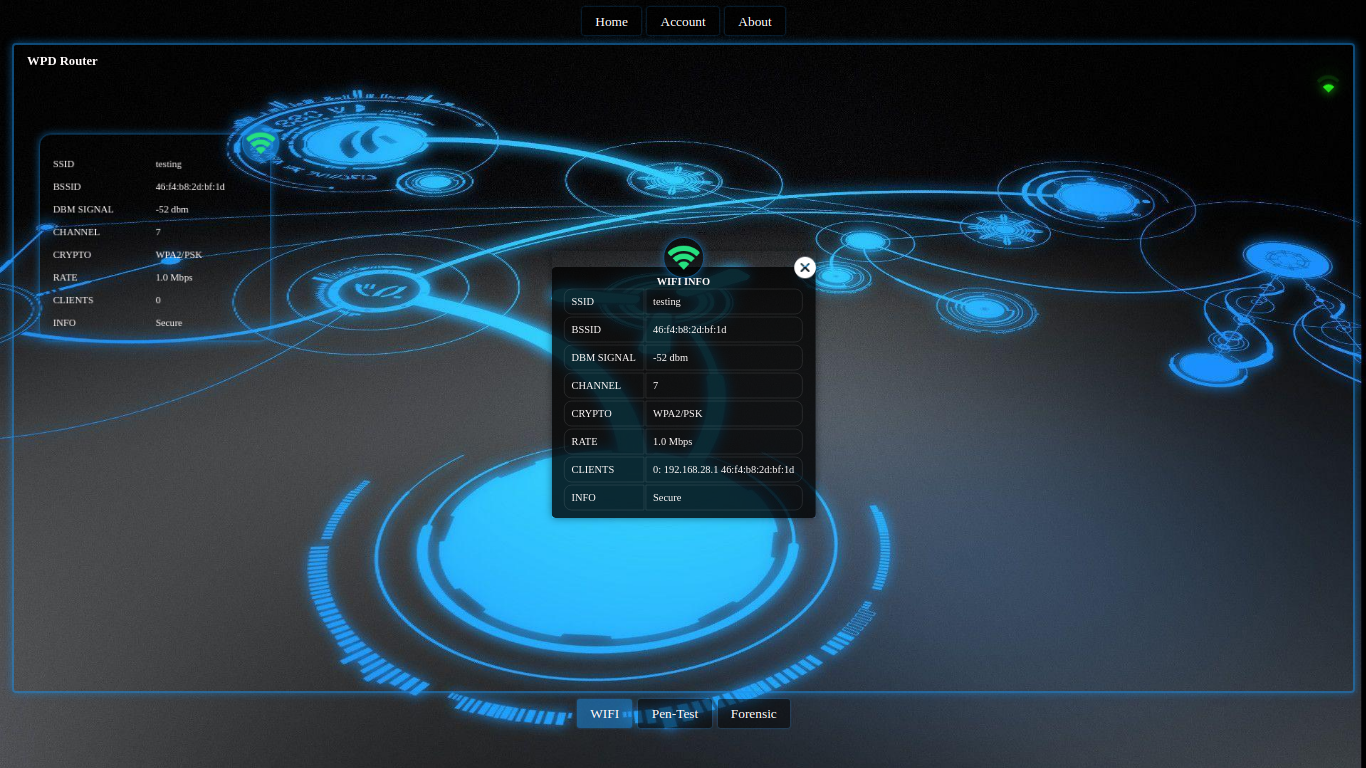 Home Account About
WPD Router
SSID testing
BSSID 46:f4:b8:2d:bf:1d
DBM SIGNAL -52 dbm
CHANNEL 7
CRYPTO WPA2/PSK
RATE 1.0 Mbps
CLIENTS 0
INFO Secure
WIFI INFO
SSID testing
BSSID 46:f4:b8:2d:bf:1d
DBM SIGNAL -52 dbm
CHANNEL 7
CRYPTO WPA2/PSK
RATE 1.0 Mbps
CLIENTS 0: 192.168.28.1 46:f4:b8:2d:bf:1d
INFO Secure
WIFI Pen-Test Forensic